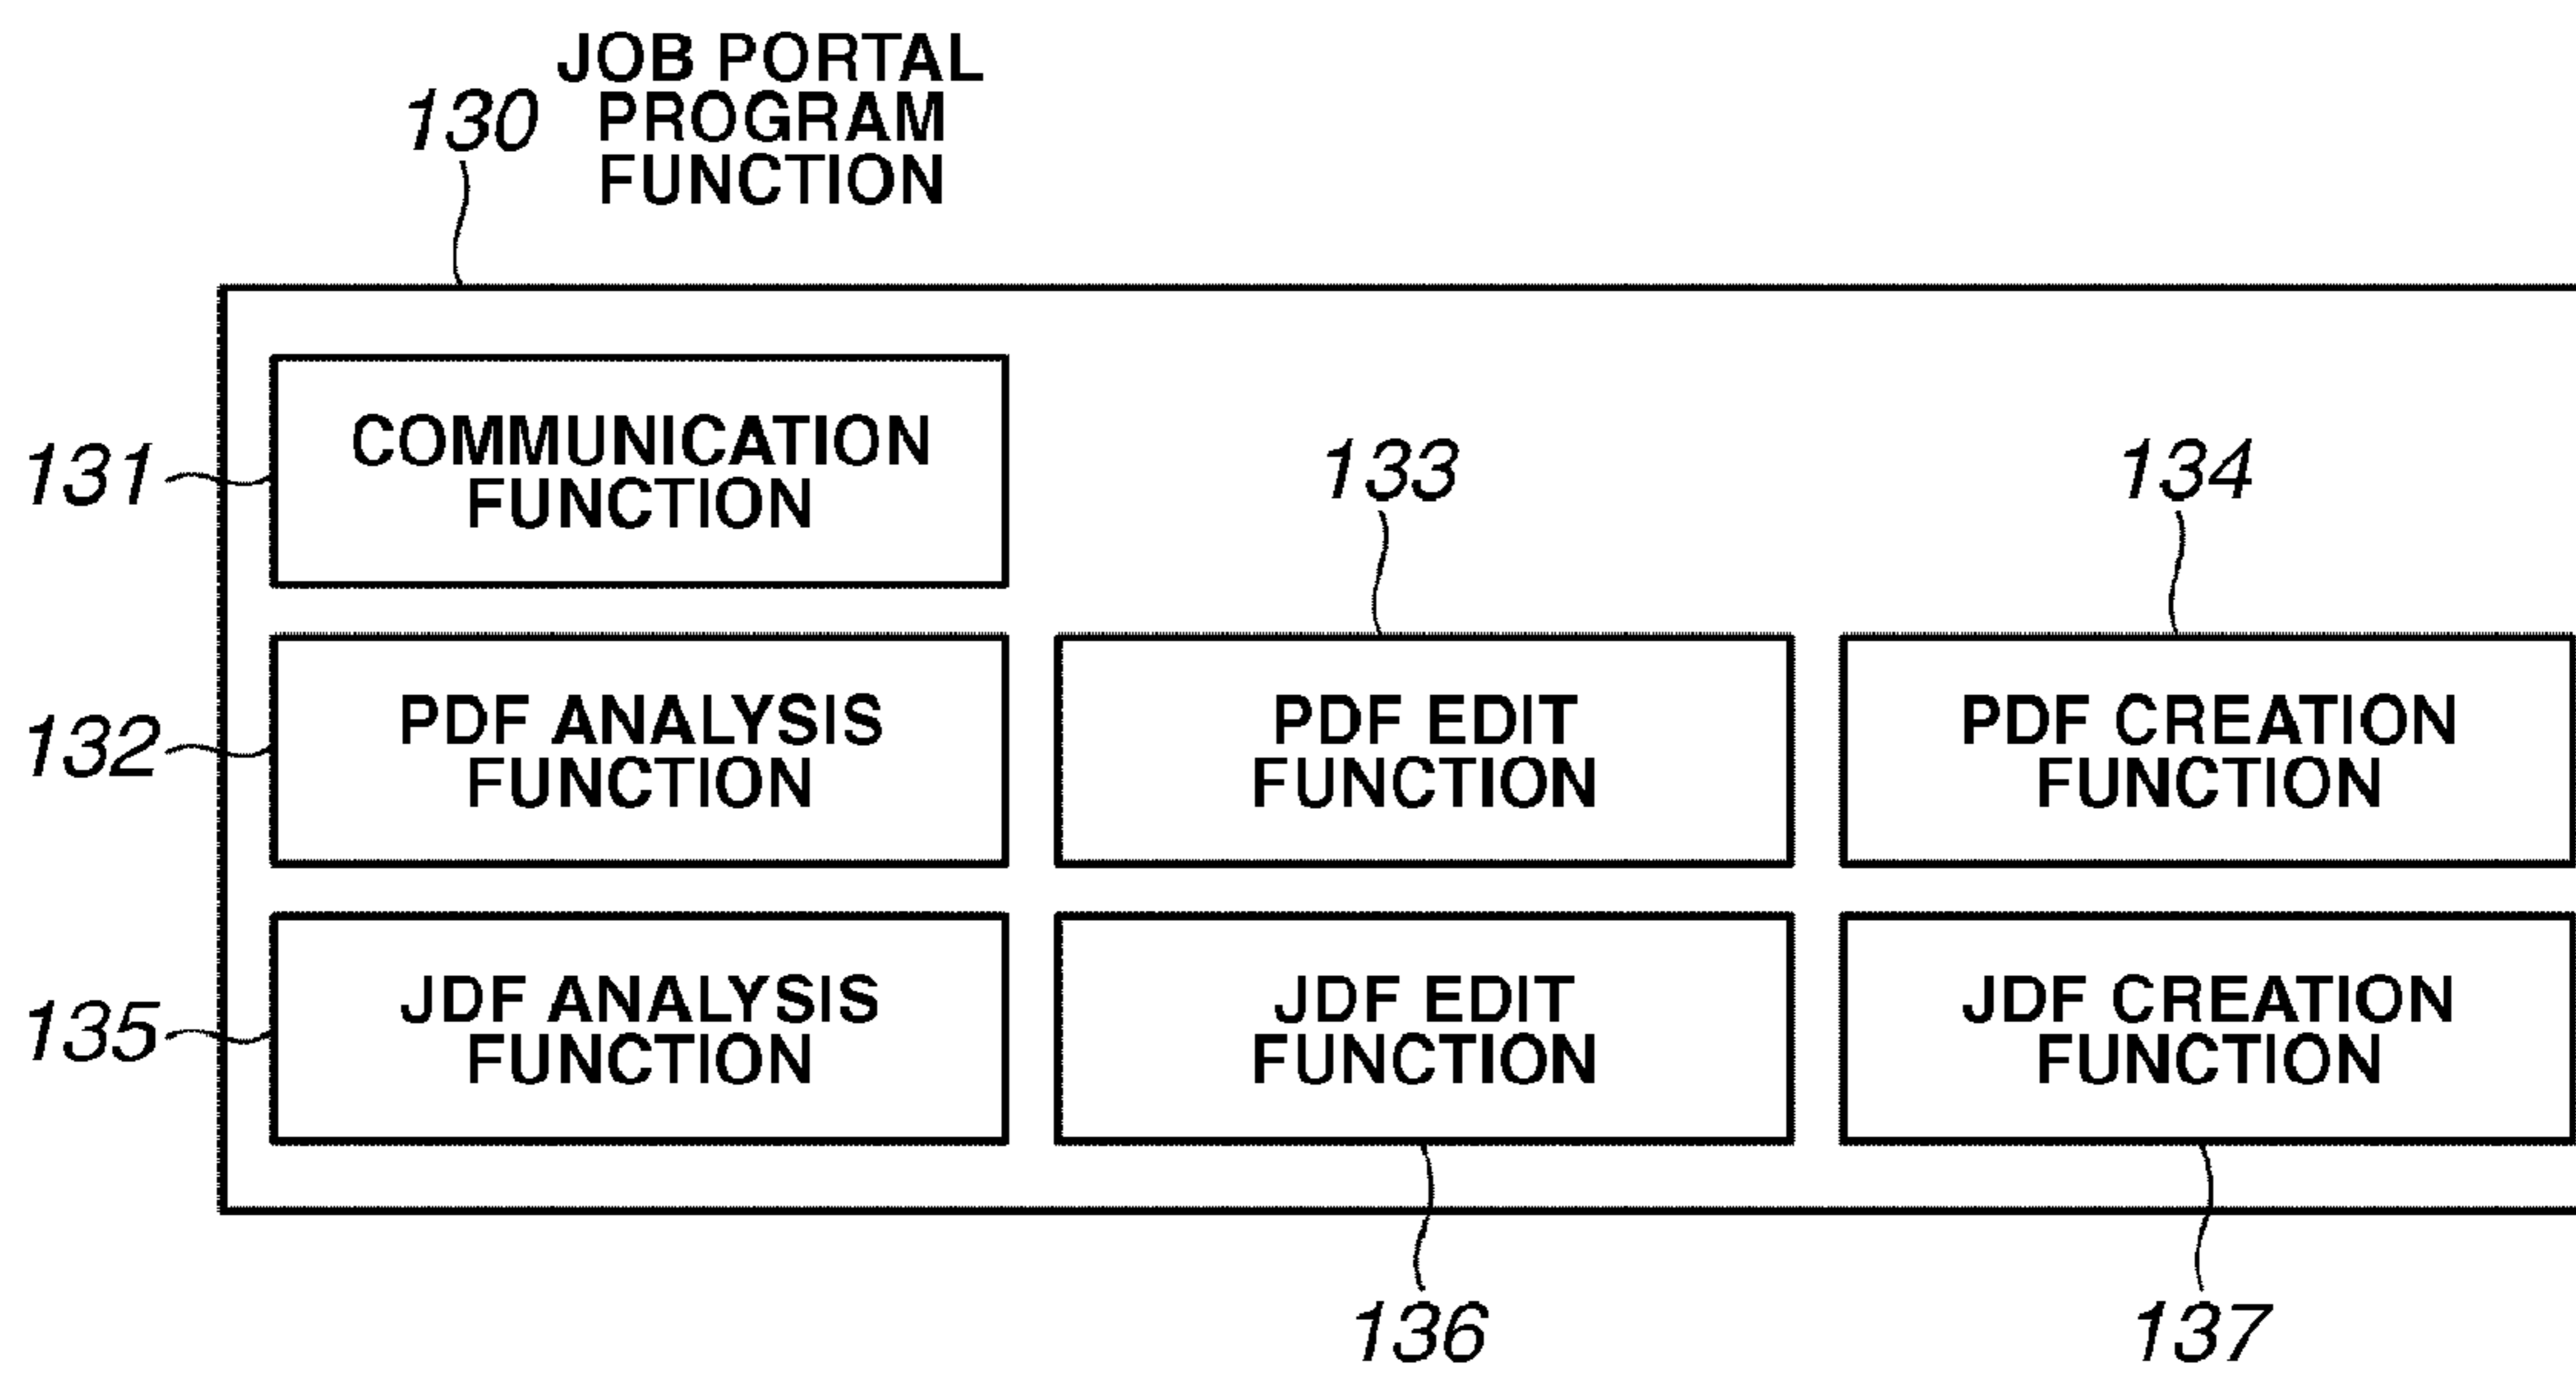 JOB PORTAL
130 PROGRAM
FUNCTION
COMMUNICATION
FUNCTION
131
133
134
PDF ANALYSIS
FUNCTION
132
PDF EDIT
FUNCTION
PDF CREATION
FUNCTION
JDF ANALYSIS
FUNCTION
135
JDF EDIT
FUNCTION
JDF CREATION
FUNCTION
136
137